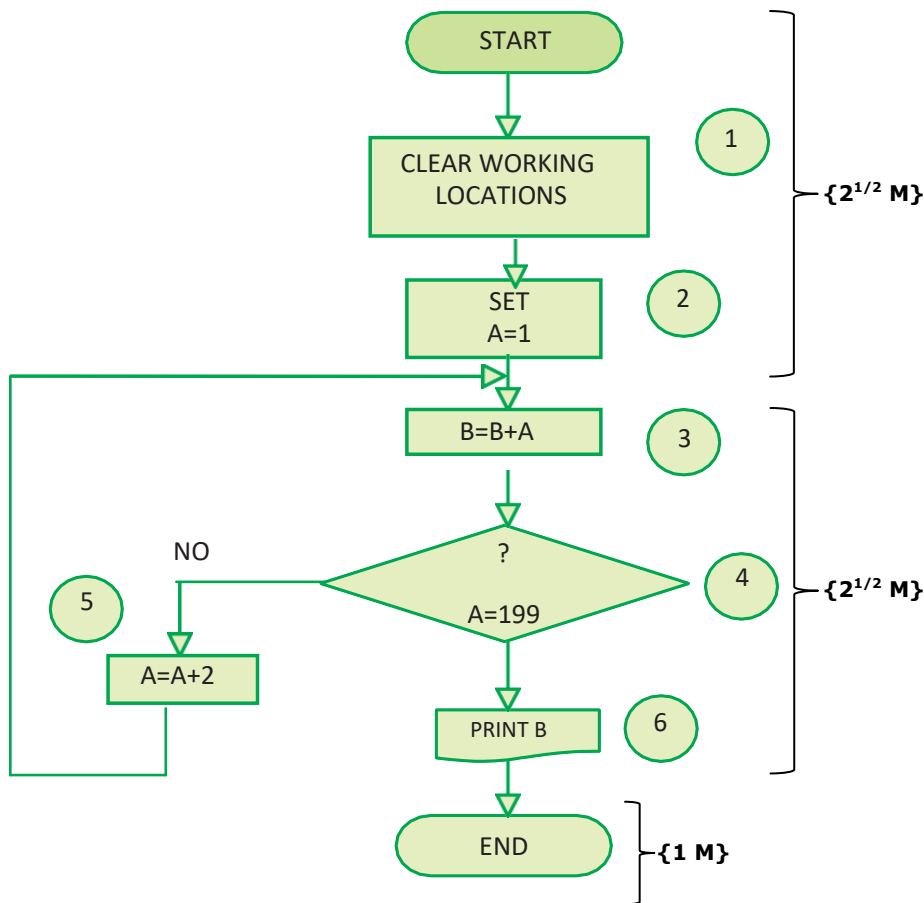 START
1
CLEAR WORKING
LOCATIONS
{2^{1/2} M}
2
SET
A=1
B=B+A
3
?
NO
4
{2^{1/2} M}
5
A=199
A=A+2
PRINT B
6
END
{1 M}